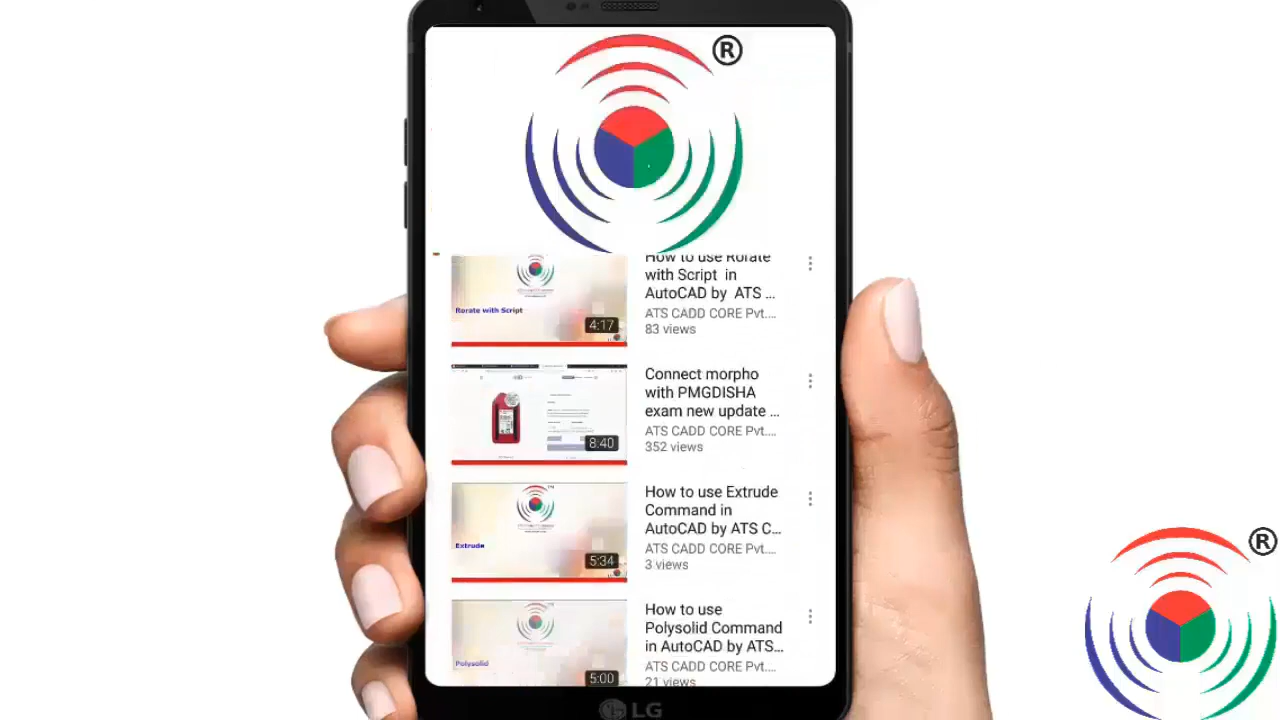 ®
How to use Rorate
with Script in
AutoCAD by ATS ...
ATS CADD CORE Pvt....
83 views
Rorate with Script
4:17
Connect morpho
with PMGDISHA
exam new update ...
ATS CADD CORE Pvt....
352 views
8:40
How to use Extrude
Command in
AutoCAD by ATS C...
ATS CADD CORE Pvt....
3 views
TM
Extrude
5:34
How to use
Polysolid Command
in AutoCAD by ATS...
ATS CADD CORE Pvt....
21 views
Polysolid
5:00
LG
®